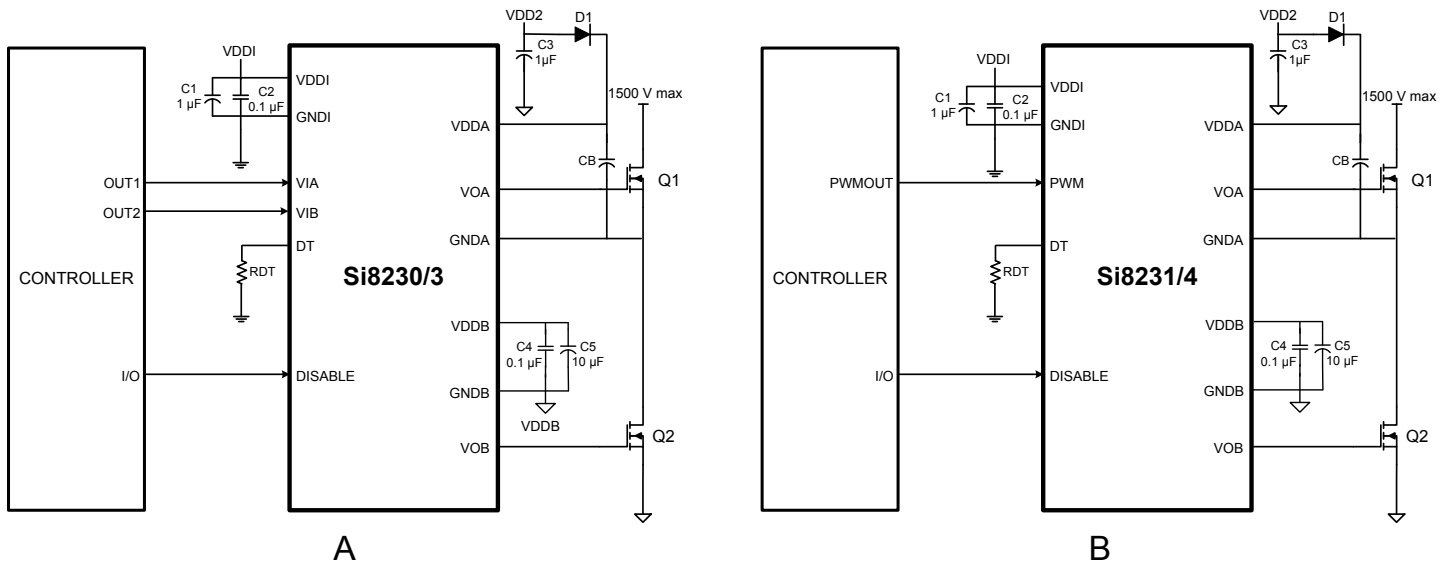 VDD2
D1
C3
1µF
VDDI
C1
1 µF
C2
0.1 µF
VDDI
GNDI
1500 V max
VDDA
CB
OUT1
VIA
VOA
Q1
OUT2
VIB
DT
GNDA
RDT
CONTROLLER
Si8230/3
VDDB
C4
0.1 µF
C5
10 µF
I/O
DISABLE
GNDB
VDDB
VOB
Q2
A
VDD2
D1
C3
1µF
VDDI
C1
1 µF
C2
0.1 µF
VDDI
GNDI
1500 V max
VDDA
CB
PWMOUT
PWM
VOA
Q1
DT
GNDA
RDT
CONTROLLER
Si8231/4
VDDB
C4
0.1 µF
C5
10 µF
I/O
DISABLE
GNDB
VOB
Q2
B